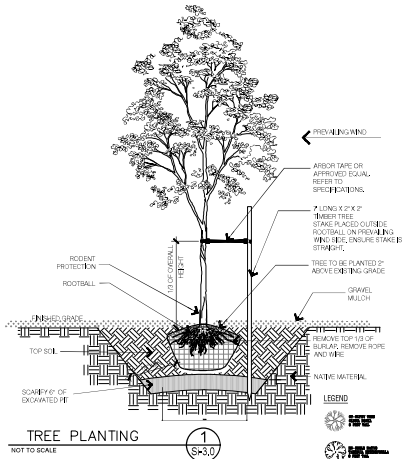 PREVAILING WIND
ARBOR TAPE OR
APPROVED EQUAL.
REFER TO
SPECIFICATIONS.
7' LONG X 2" X 2"
TIMBER TREE
STAKE PLACED OUTSIDE
ROOTBALL ON PREVAILING
WIND SIDE. ENSURE STAKE IS
STRAIGHT.
1/3 OF OVERALL
HEIGHT
RODENT
PROTECTION
TREE TO BE PLANTED 2"
ABOVE EXISTING GRADE
ROOTBALL
GRAVEL
MULCH
FINISHED GRADE
REMOVE TOP 1/3 OF
BURLAP. REMOVE ROPE
AND WIRE
TOP SOIL
NATIVE MATERIAL
SCARIFY 6" OF
EXCAVATED PIT
LEGEND
TREE PLANTING
NOT TO SCALE
1
SI-3.0